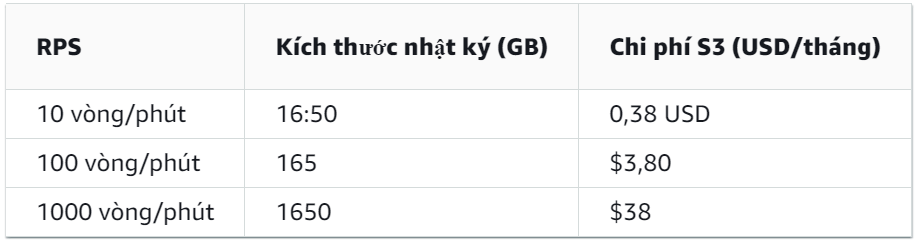 RPS Kích thước nhật ký (GB) Chi phí S3 (USD/tháng)
10 vòng/phút 16:50 0,38 USD
100 vòng/phút 165 $3,80
1000 vòng/phút 1650 $38